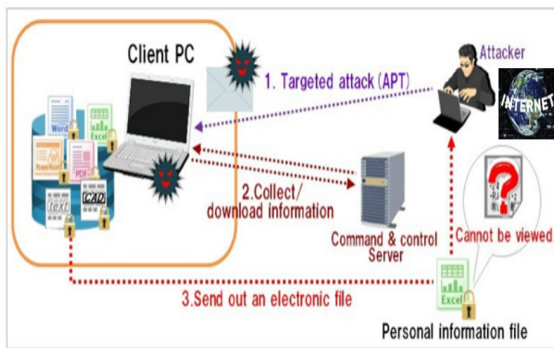 Client PC
Attacker
1. Targeted attack (APT)
INTERNET
Word
Excel
PowerPoint
PDF
text
CAD
2.Collect/
download information
Command & control
Server
Cannot be viewed
3.Send out an electronic file
Excel
Personal information file